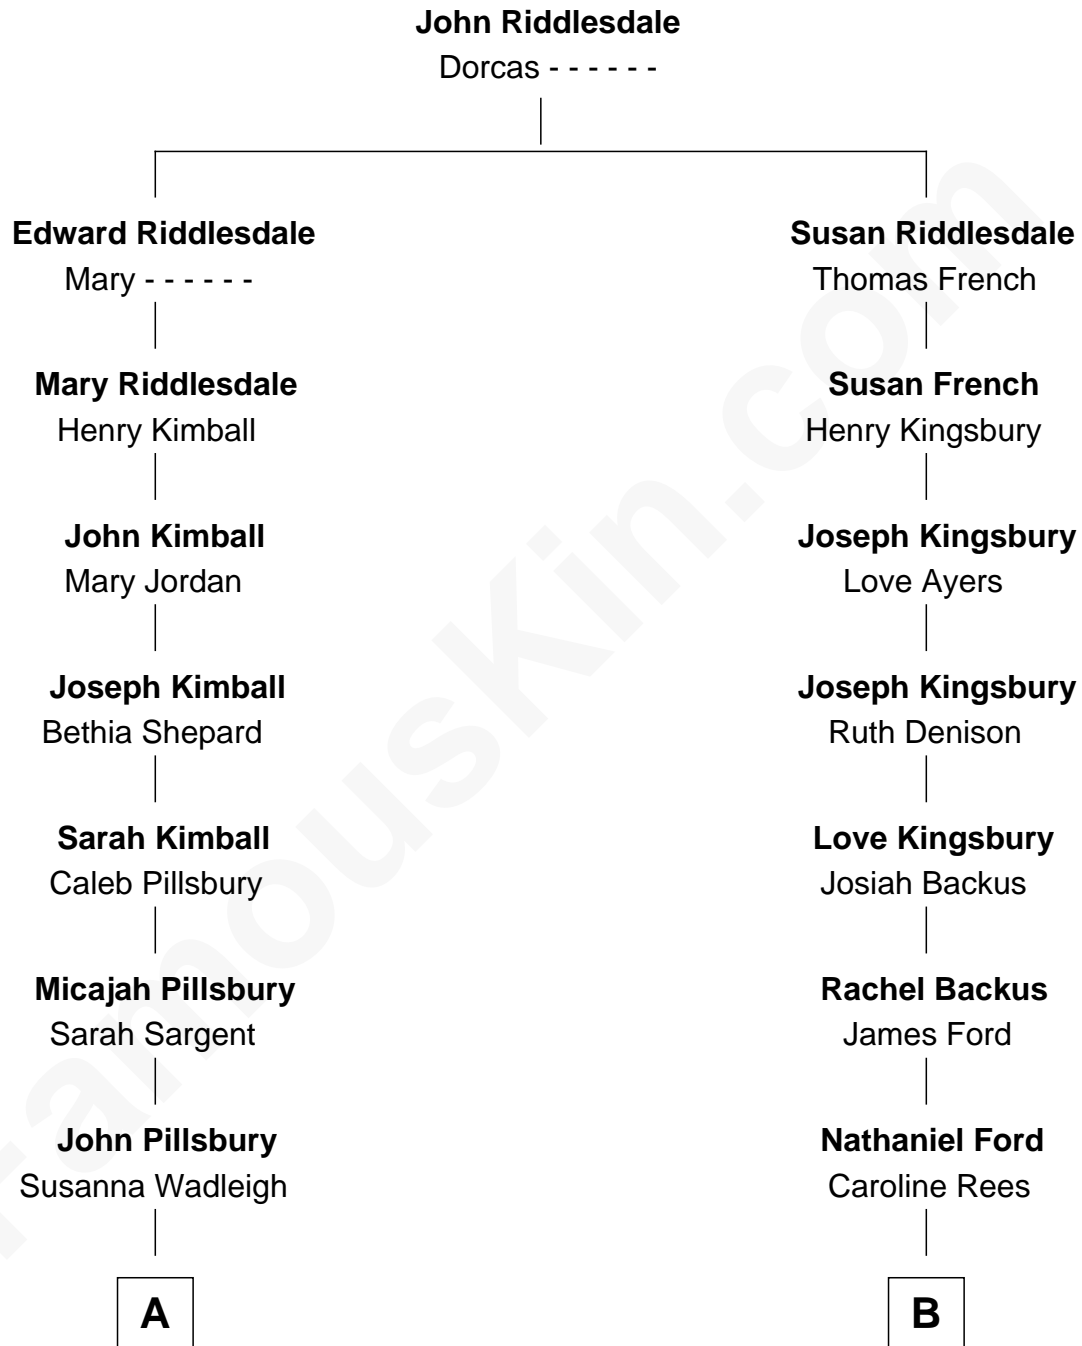 John Riddlesdale
Dorcas - - - - - -
Edward Riddlesdale
Mary - - - - - -
Mary Riddlesdale
Henry Kimball
John Kimball
Mary Jordan
Joseph Kimball
Bethia Shepard
Sarah Kimball
Caleb Pillsbury
Micajah Pillsbury
Sarah Sargent
John Pillsbury
Susanna Wadleigh
A
Susan Riddlesdale
Thomas French
Susan French
Henry Kingsbury
Joseph Kingsbury
Love Ayers
Joseph Kingsbury
Ruth Denison
Love Kingsbury
Josiah Backus
Rachel Backus
James Ford
Nathaniel Ford
Caroline Rees
B
FamousKin.com